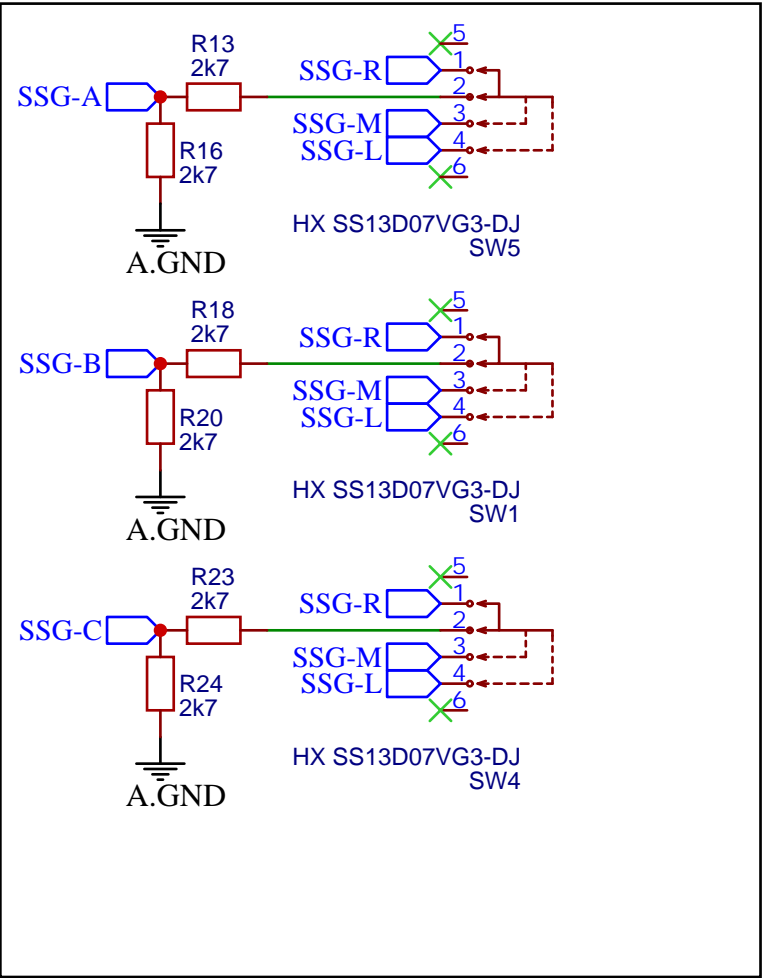 R13
2k7
SSG-A
R16
2k7
A.GND
5
SSG-R 1
2
SSG-M 3
SSG-L 4
6
HX SS13D07VG3-DJ
SW5
R18
2k7
SSG-B
R20
2k7
A.GND
5
SSG-R 1
2
SSG-M 3
SSG-L 4
6
HX SS13D07VG3-DJ
SW1
R23
2k7
SSG-C
R24
2k7
A.GND
5
SSG-R 1
2
SSG-M 3
SSG-L 4
6
HX SS13D07VG3-DJ
SW4